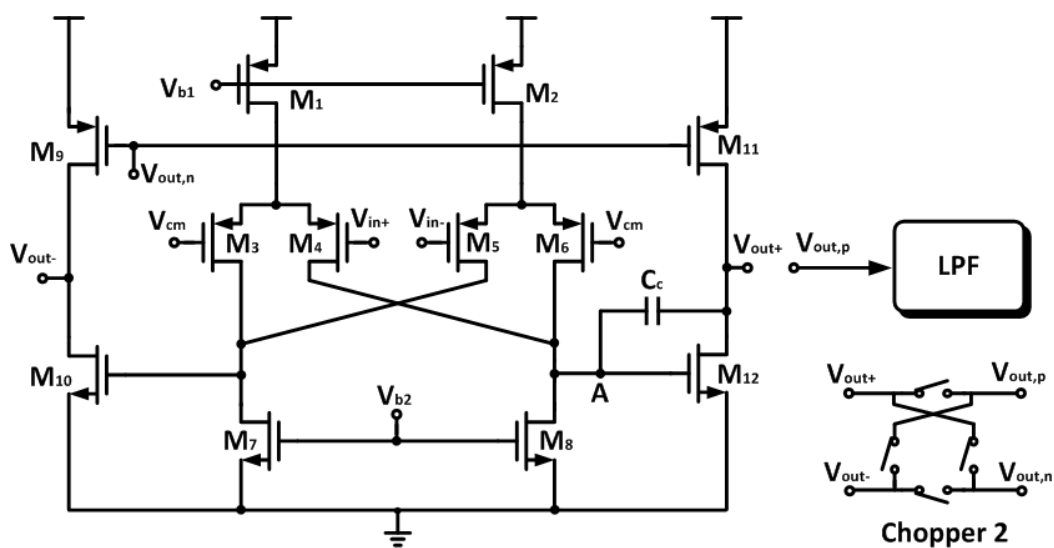 Vb1
M1
M2
M9
Vout,n
M11
Vcm
M3
M4
Vin+
Vin-
M5
M6
Vcm
Vout-
Vout+
Vout,p
LPF
Cc
M10
A
M12
Vb2
M7
M8
Vout+
Vout,p
Vout-
Vout,n
Chopper 2